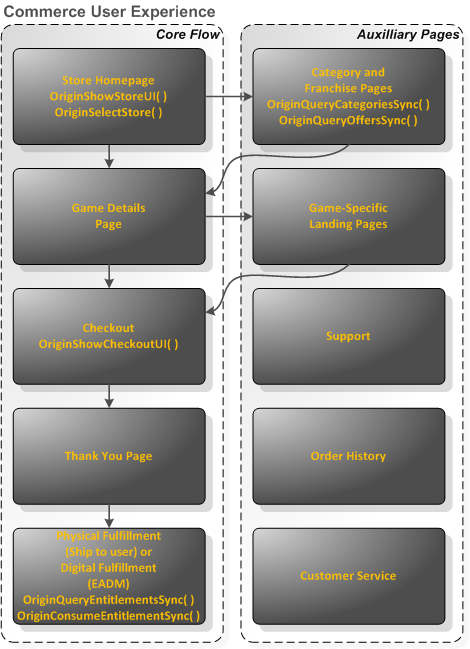 Commerce User Experience
Core Flow
Auxilliary Pages
Store Homepage
OriginShowStoreUI( )
OriginSelectStore( )
Category and
Franchise Pages
OriginQueryCategoriesSync( )
OriginQueryOffersSync( )
Game Details
Page
Game-Specific
Landing Pages
Checkout
OriginShowCheckoutUI( )
Support
Thank You Page
Order History
Physical Fulfillment
(Ship to user) or
Digital Fulfillment
(EADM)
OriginQueryEntitlementsSync( )
OriginConsumeEntitlementSync( )
Customer Service